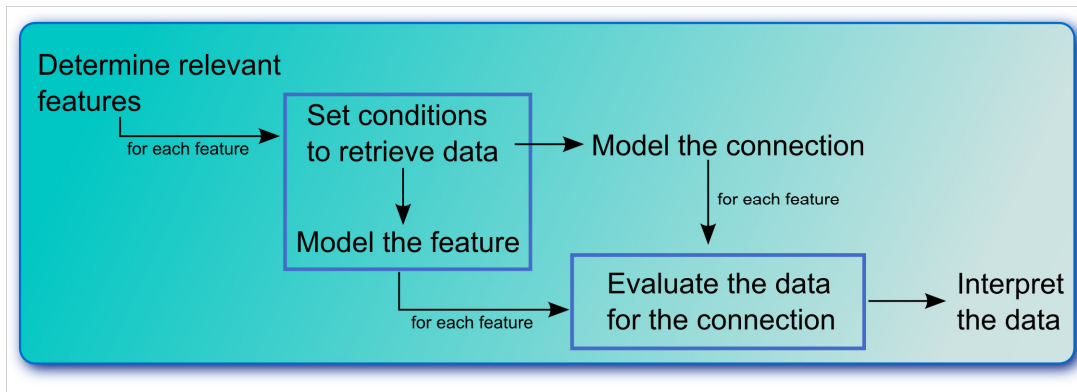 Determine relevant
features
for each feature
Set conditions
to retrieve data
Model the feature
Model the connection
for each feature
for each feature
Evaluate the data
for the connection
Interpret
the data